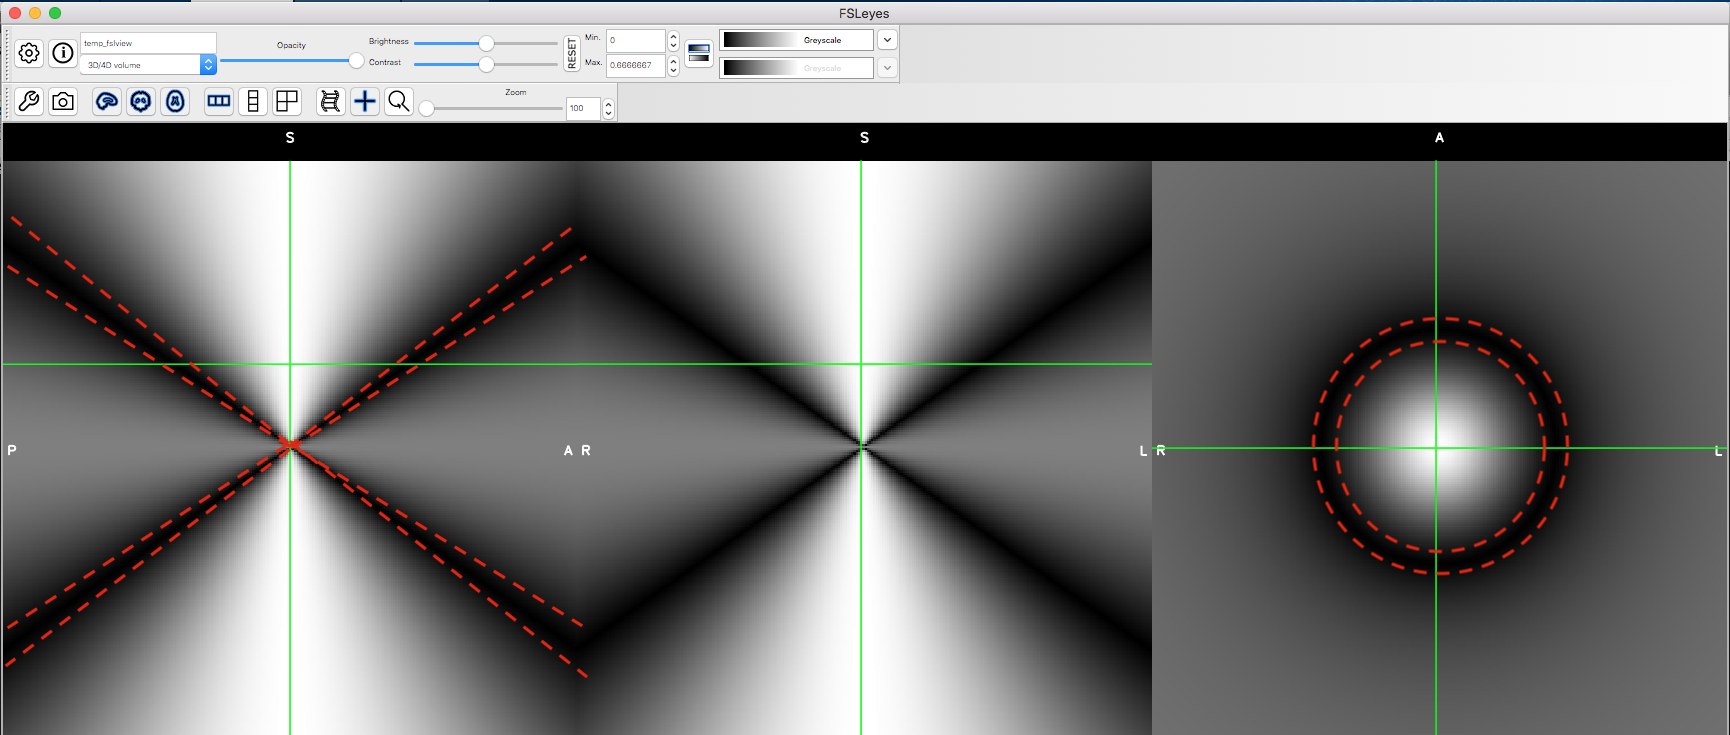 FSLeyes
temp_fslview
3D/4D volume
Opacity
Brightness
Contrast
RESET
Min.
0
Max.
0.6666667
Greyscale
Greyscale
Zoom
100
S
S
A
P
A R
L R
L